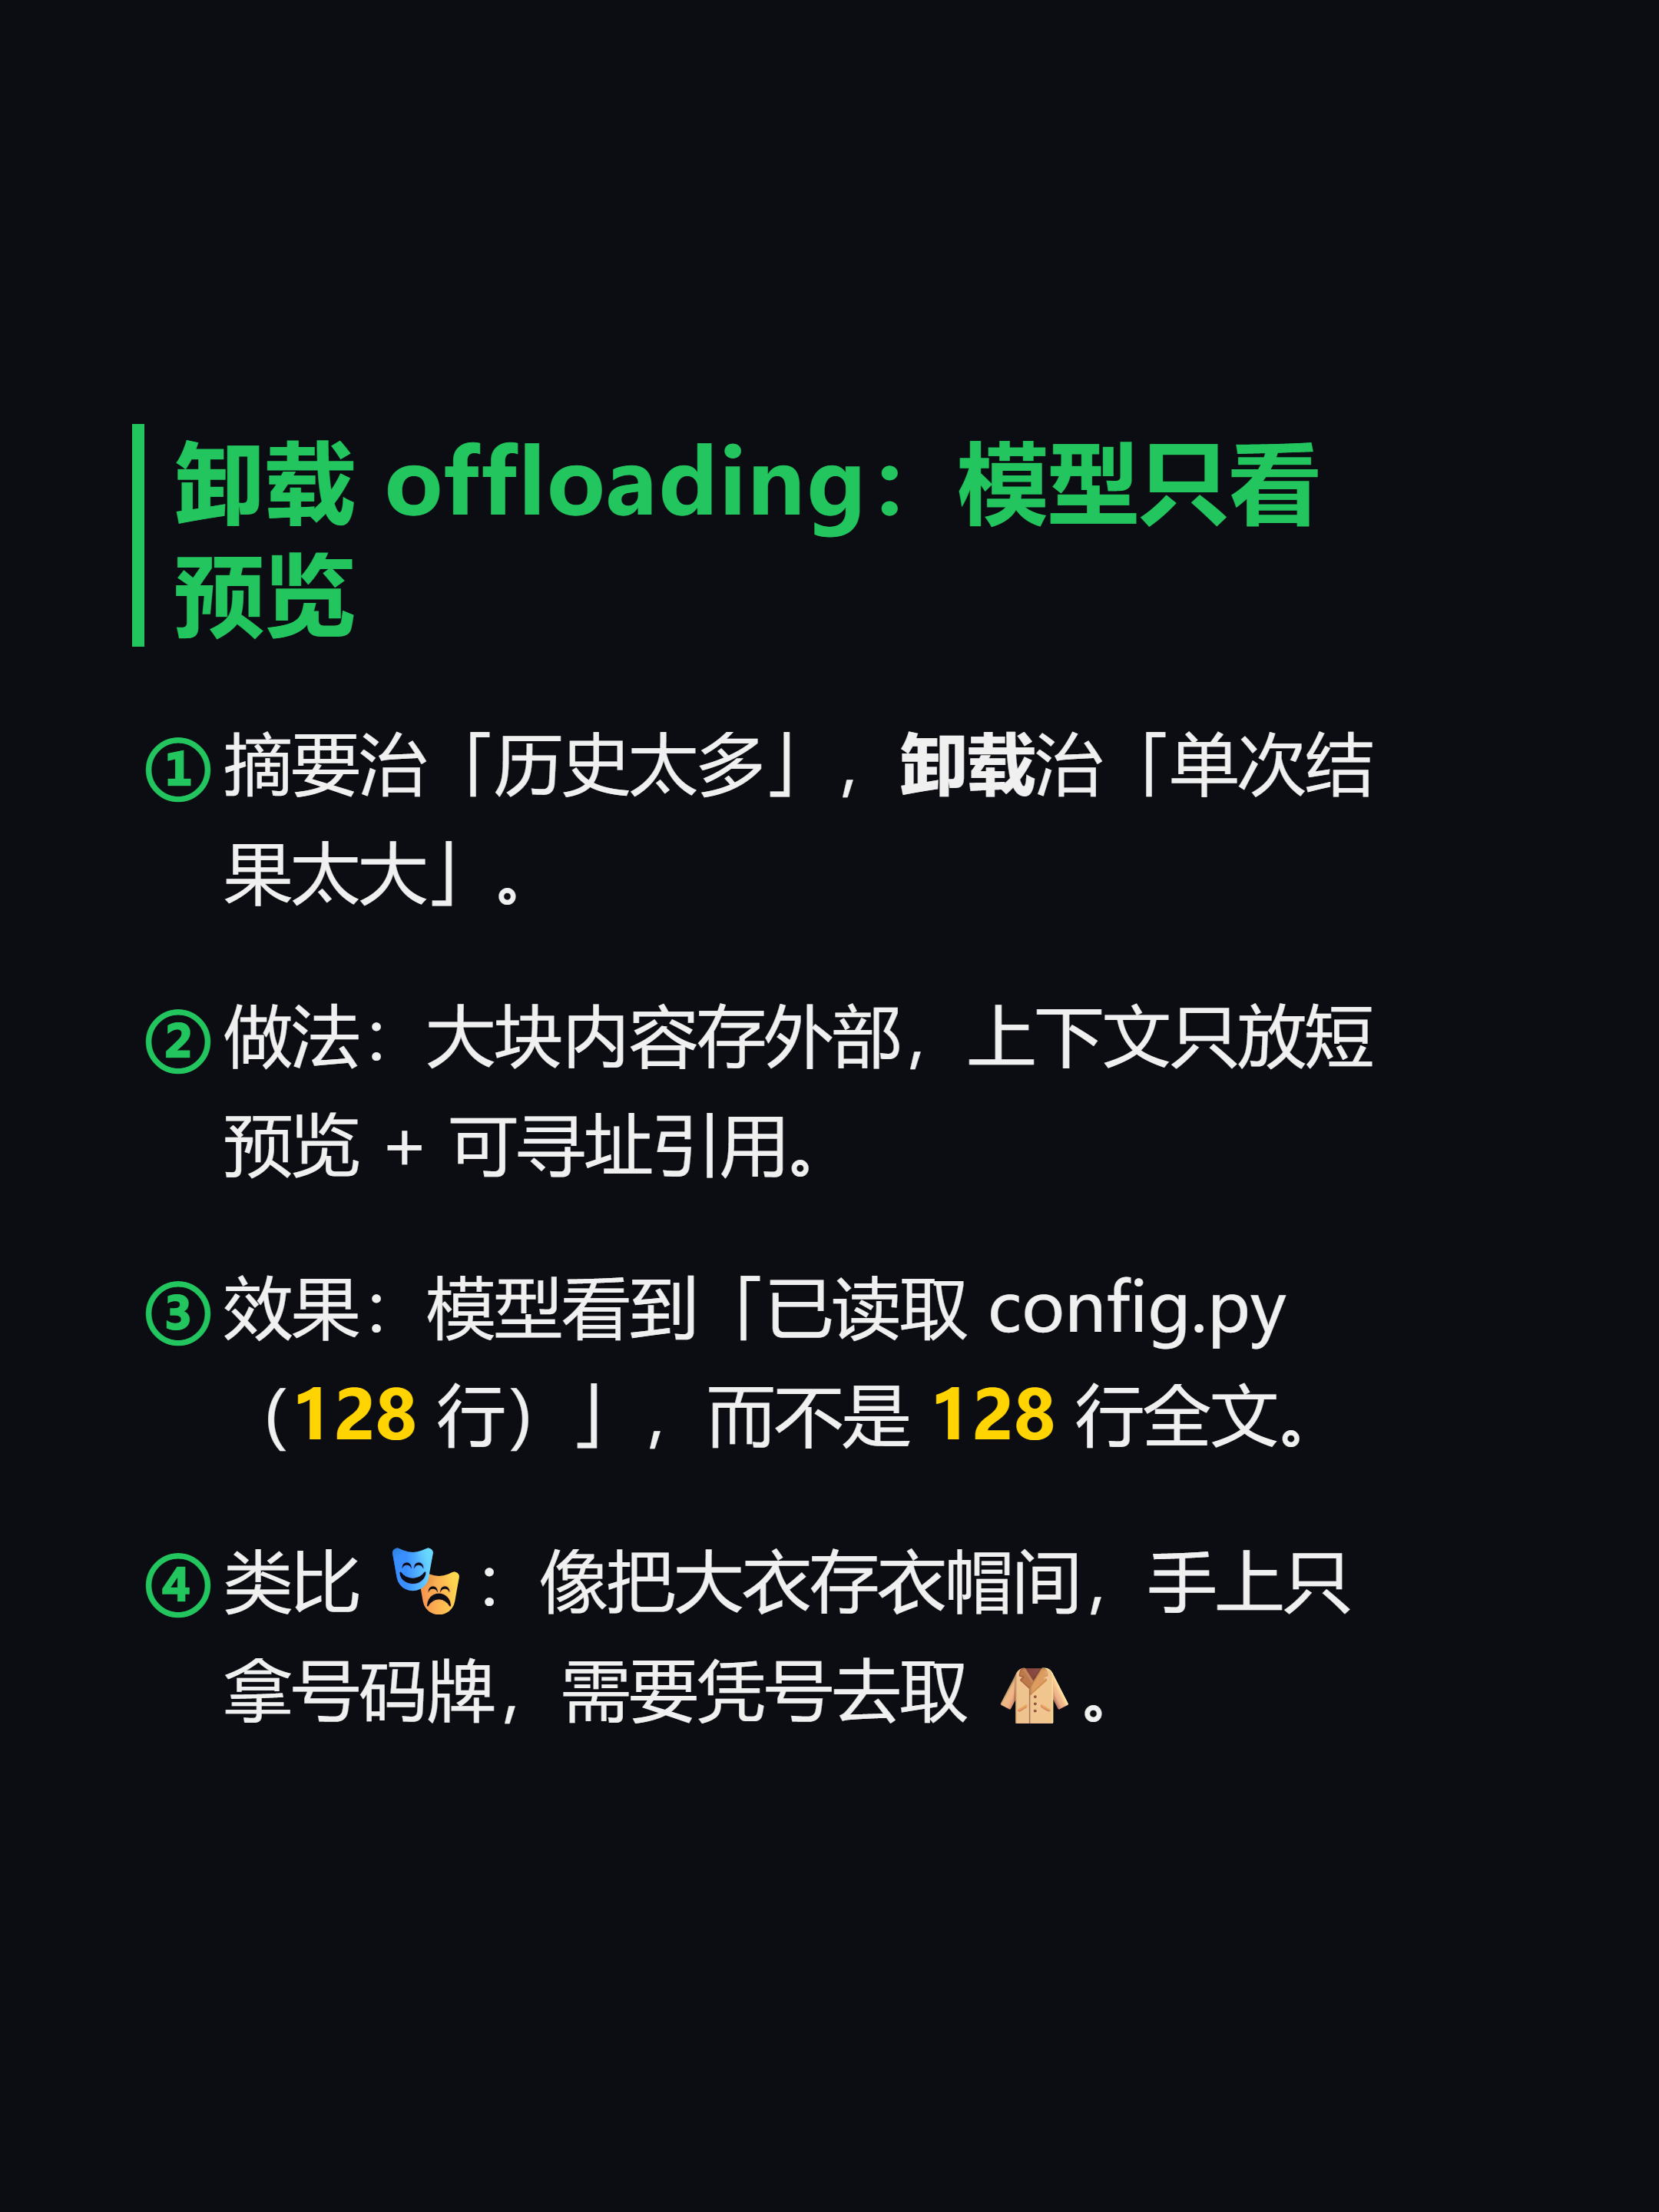 卸载 offloading：模型只看
预览
① 摘要治「历史太多」，卸载治「单次结
果太大」。
② 做法：大块内容存外部，上下文只放短
预览 + 可寻址引用。
③ 效果：模型看到「已读取 config.py
（128 行）」，而不是 128 行全文。
④ 类比 🎭：像把大衣存衣帽间，手上只
拿号码牌，需要凭号去取 🧥。